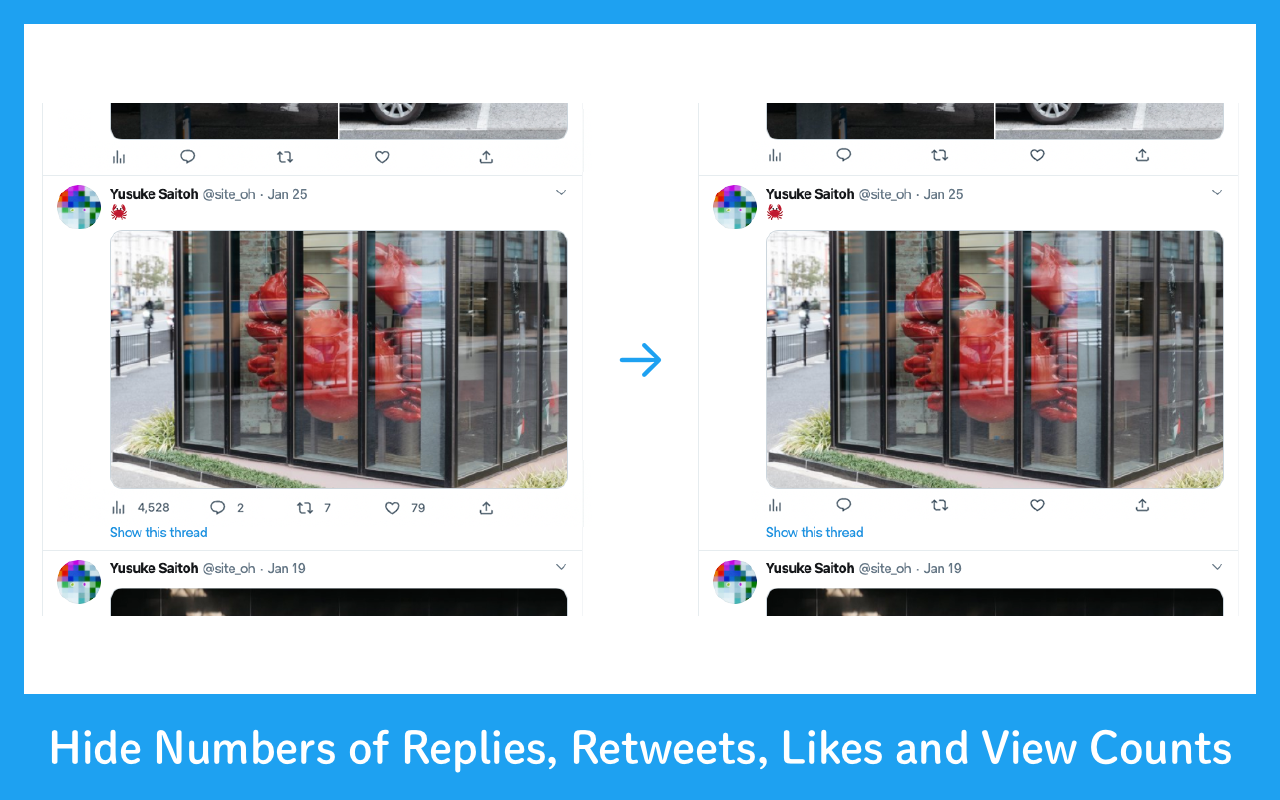 Yusuke Saitoh @site_oh · Jan 25
🦀
4,528 2 7 79
Show this thread
Yusuke Saitoh @site_oh · Jan 19
Yusuke Saitoh @site_oh · Jan 25
🦀
Show this thread
Yusuke Saitoh @site_oh · Jan 19
Hide Numbers of Replies, Retweets, Likes and View Counts